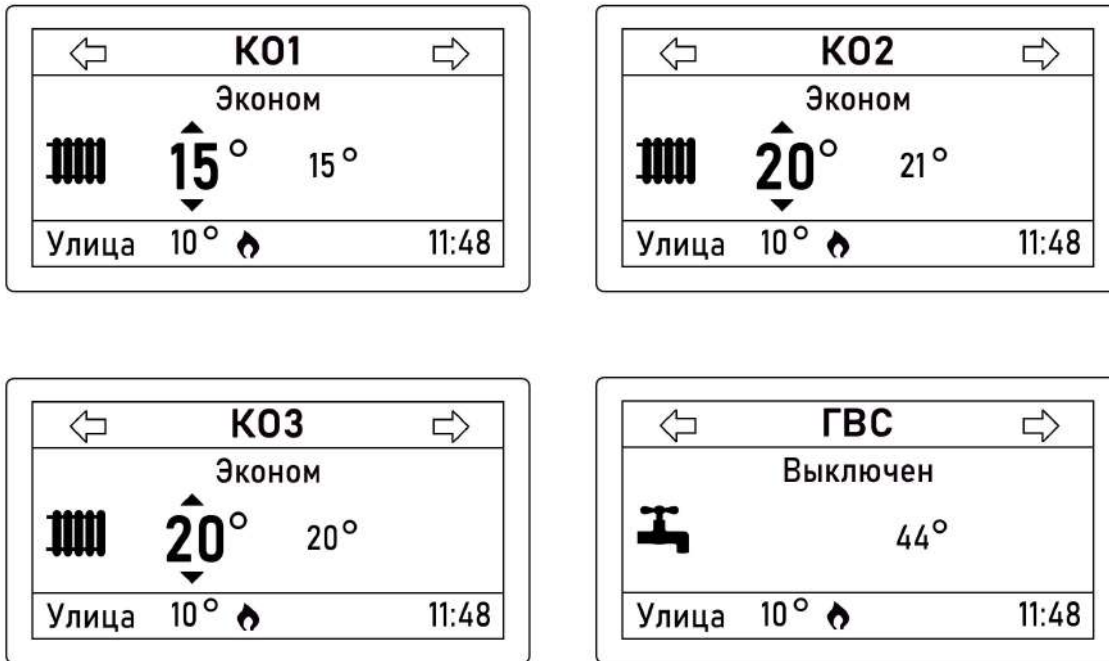 КО1
Эконом
15° 15°
Улица 10° 11:48
КО2
Эконом
20° 21°
Улица 10° 11:48
КО3
Эконом
20° 20°
Улица 10° 11:48
ГВС
Выключен
44°
Улица 10° 11:48